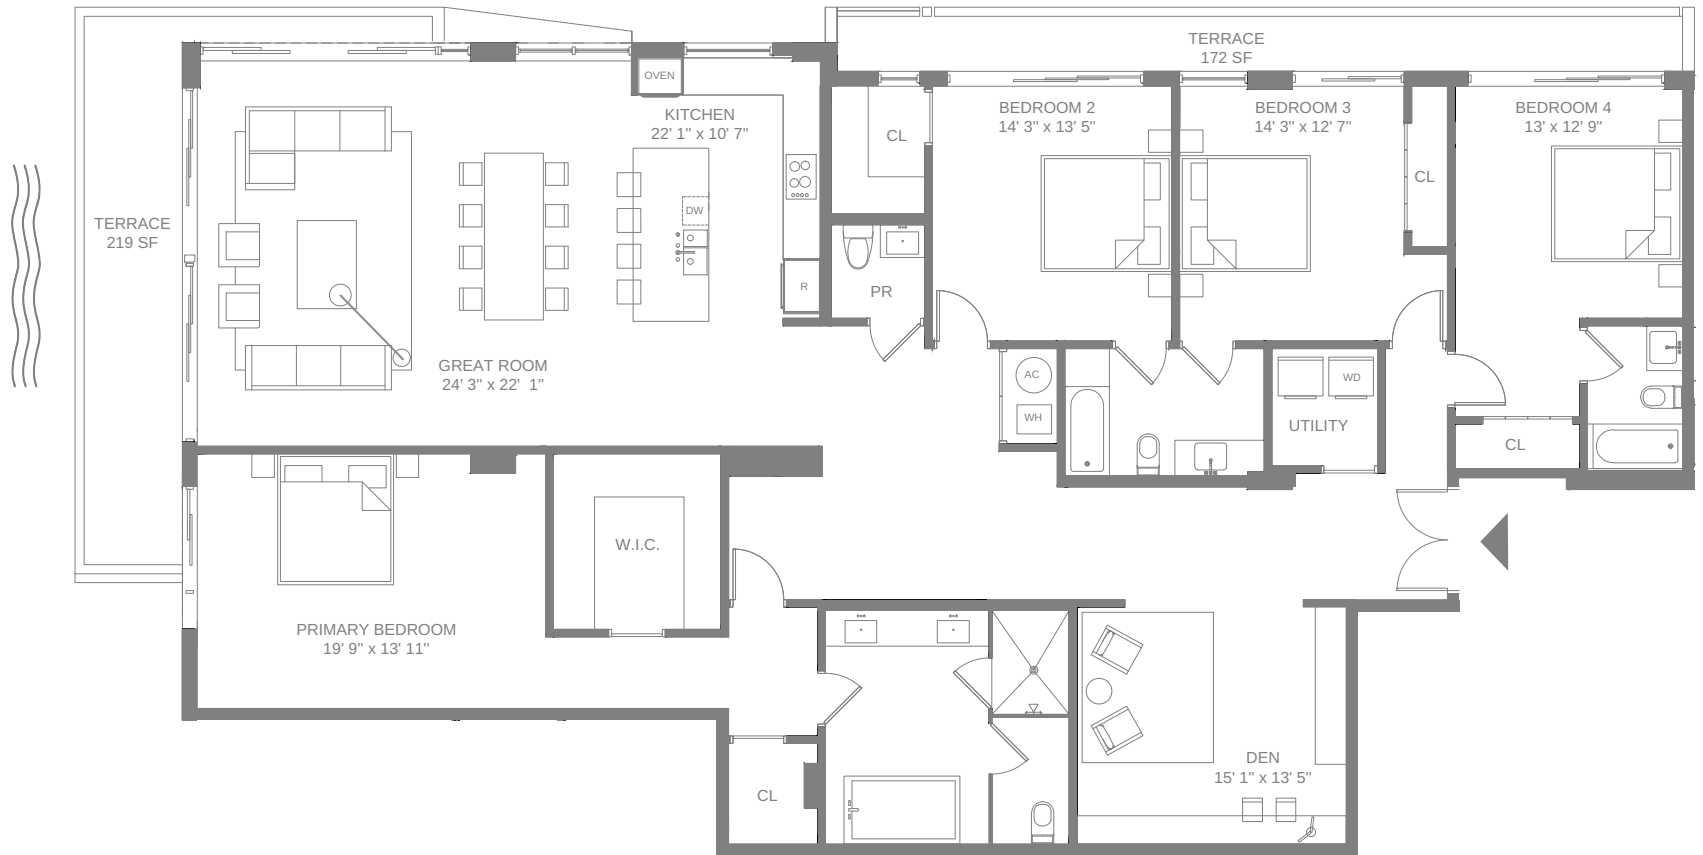 TERRACE
172 SF
OVEN
KITCHEN
22' 1" x 10' 7"
CL
BEDROOM 2
14' 3" x 13' 5"
BEDROOM 3
14' 3" x 12' 7"
BEDROOM 4
13' x 12' 9"
CL
TERRACE
219 SF
DW
R
PR
GREAT ROOM
24' 3" x 22' 1"
AC
WH
WD
UTILITY
CL
W.I.C.
PRIMARY BEDROOM
19' 9" x 13' 11"
DEN
15' 1" x 13' 5"
CL